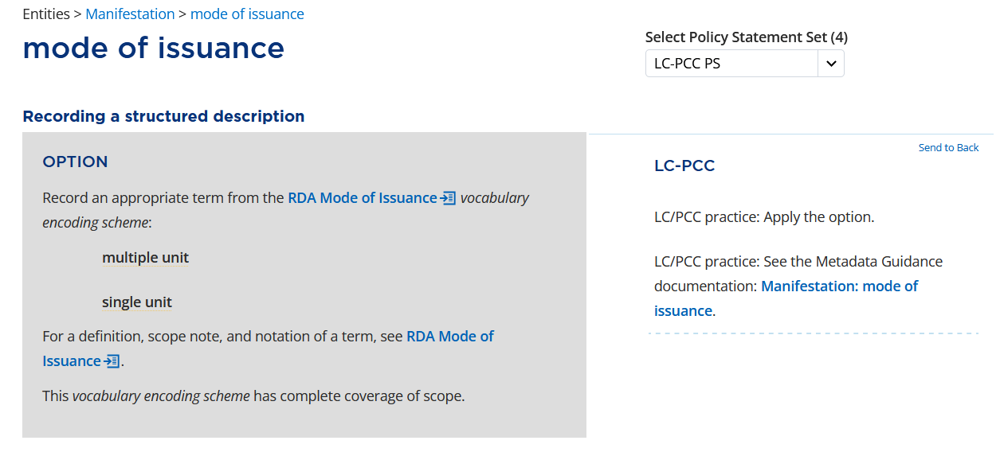 Entities > Manifestation > mode of issuance
mode of issuance
Select Policy Statement Set (4)
LC-PCC PS
Recording a structured description
OPTION
Record an appropriate term from the RDA Mode of Issuance vocabulary
encoding scheme:
multiple unit
single unit
For a definition, scope note, and notation of a term, see RDA Mode of
Issuance.
This vocabulary encoding scheme has complete coverage of scope.
Send to Back
LC-PCC
LC/PCC practice: Apply the option.
LC/PCC practice: See the Metadata Guidance
documentation: Manifestation: mode of
issuance.